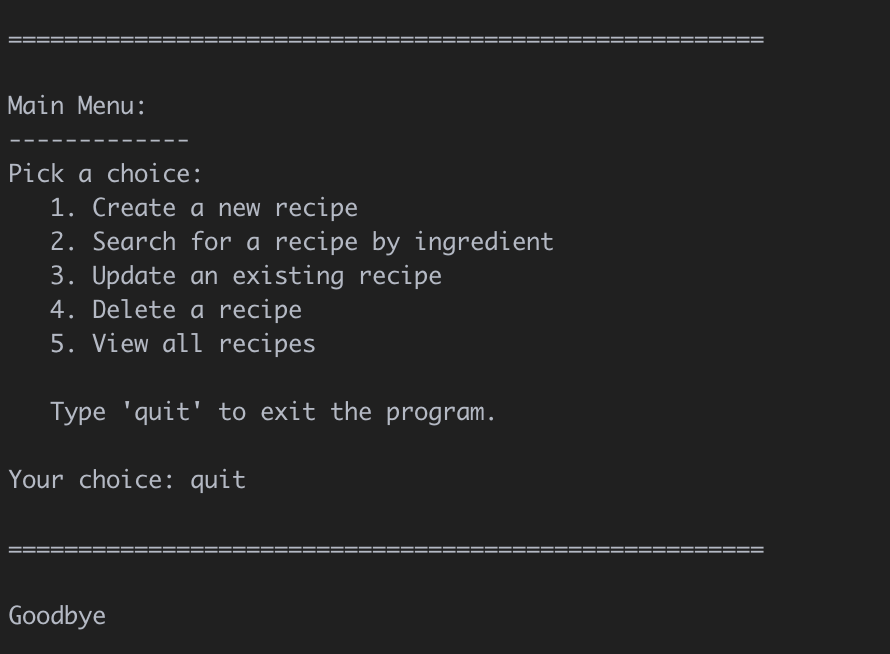 ======================================================
Main Menu:
-------------
Pick a choice:
   1. Create a new recipe
   2. Search for a recipe by ingredient
   3. Update an existing recipe
   4. Delete a recipe
   5. View all recipes
   Type 'quit' to exit the program.
Your choice: quit
======================================================
Goodbye